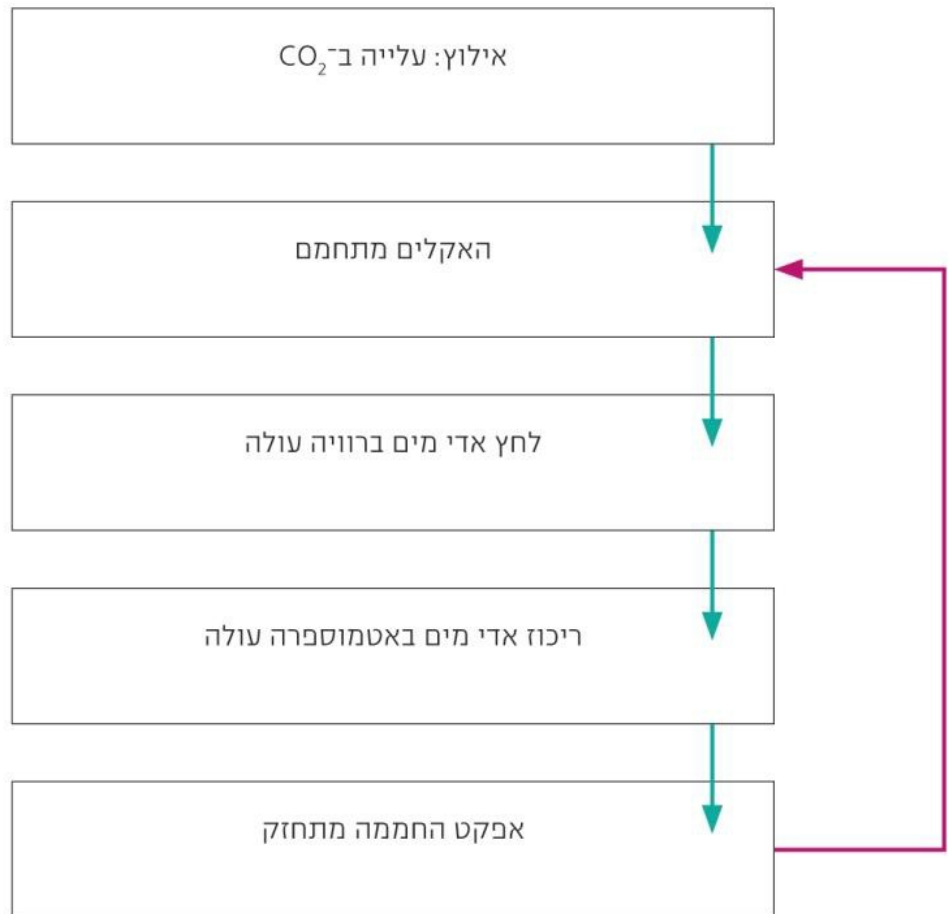 אילוץ: עלייה ב־CO₂
האקלים מתחמם
לחץ אדי מים ברוויה עולה
ריכוז אדי מים באטמוספרה עולה
אפקט החממה מתחזק